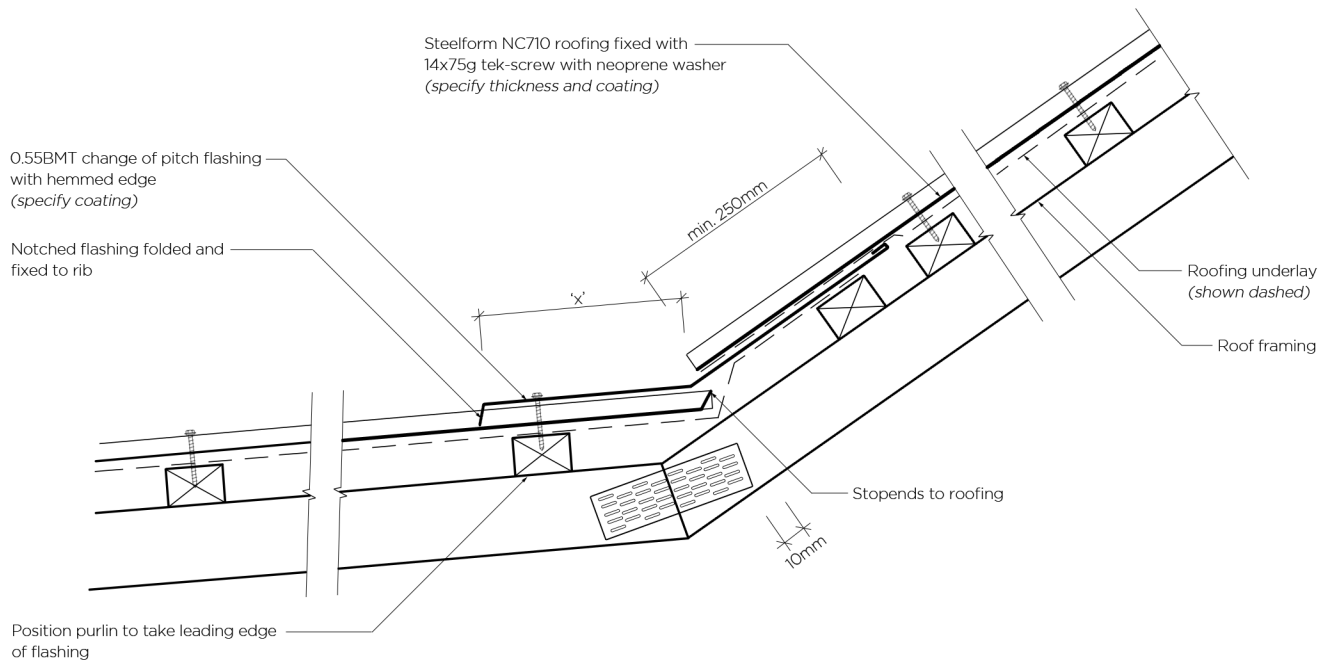 Steelform NC710 roofing fixed with
14x75g tek-screw with neoprene washer
(specify thickness and coating)
0.55BMT change of pitch flashing
with hemmed edge
(specify coating)
Notched flashing folded and
fixed to rib
min. 250mm
'x'
Roofing underlay
(shown dashed)
Roof framing
Stopends to roofing
10mm
Position purlin to take leading edge
of flashing